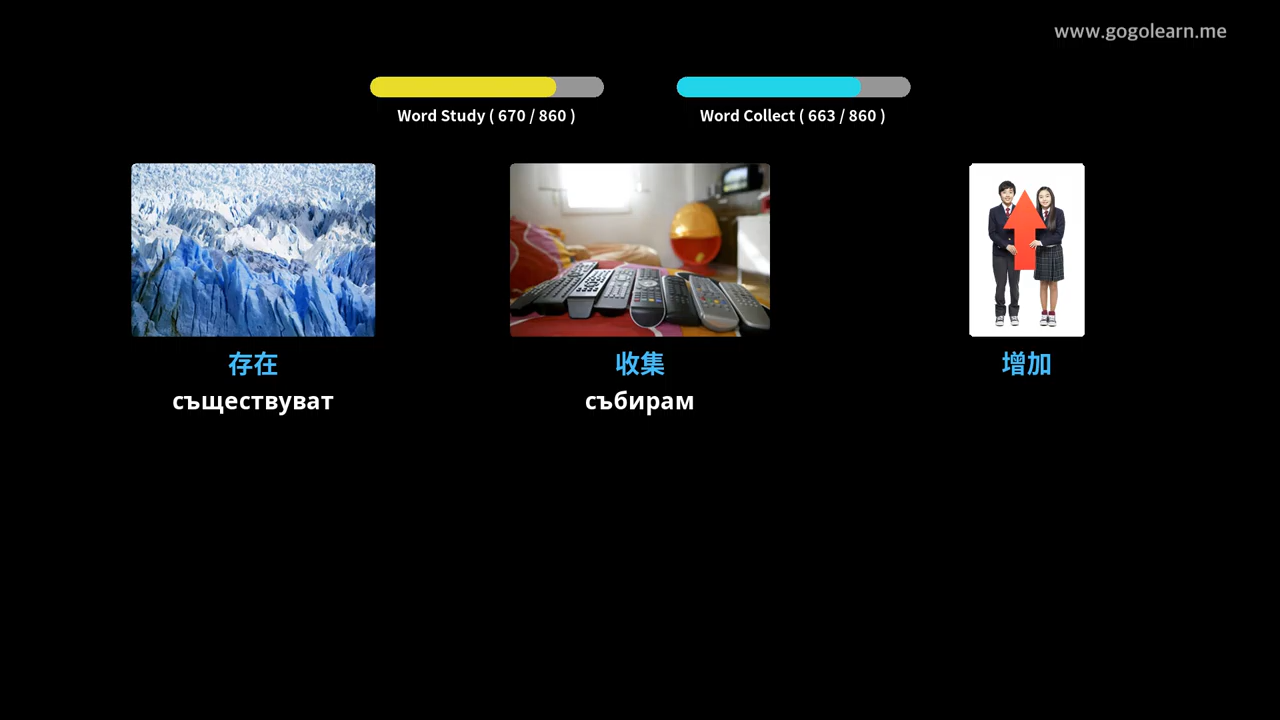 www.gogolearn.me
Word Study ( 670 / 860 )
Word Collect ( 663 / 860 )
存在
съществуват
收集
събирам
增加